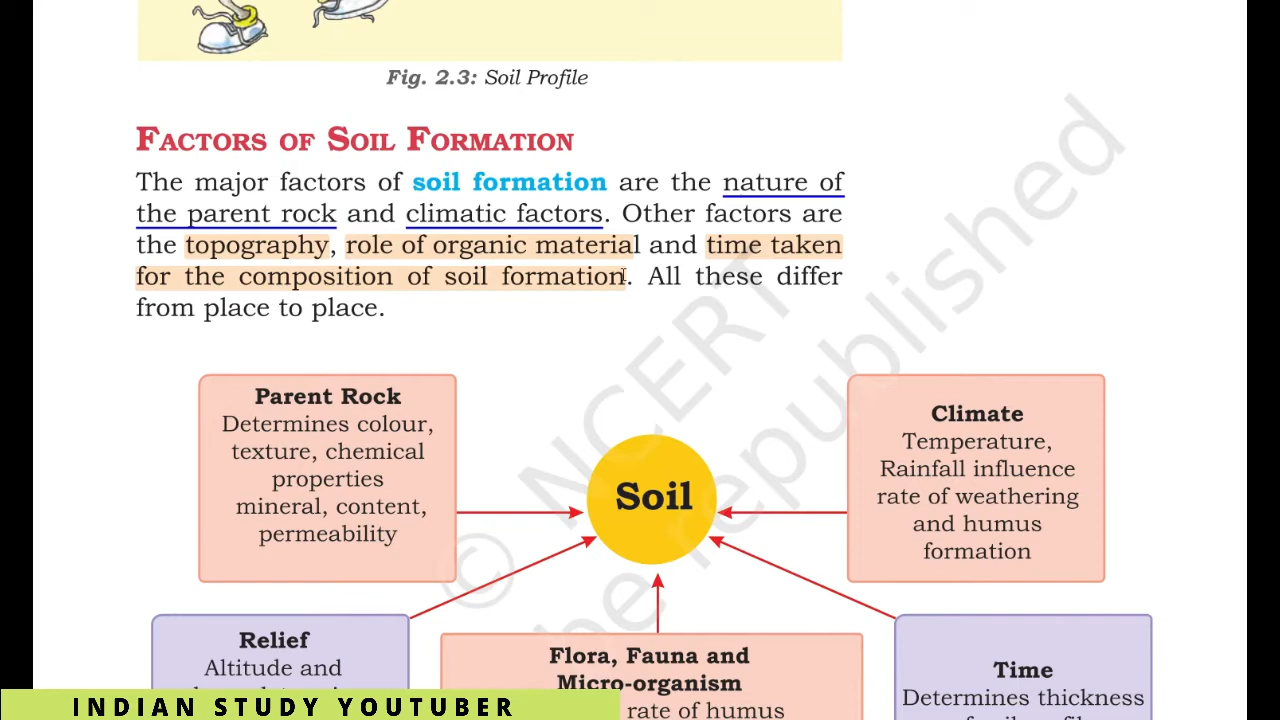 Fig. 2.3: Soil Profile
FACTORS OF SOIL FORMATION
The major factors of soil formation are the nature of
the parent rock and climatic factors. Other factors are
the topography, role of organic material and time taken
for the composition of soil formation. All these differ
from place to place.
Parent Rock
Determines colour,
texture, chemical
properties
mineral, content,
permeability
Climate
Temperature,
Rainfall influence
rate of weathering
and humus
formation
Soil
Relief
Altitude and
Flora, Fauna and
Micro-organism
rate of humus
Time
Determines thickness
© NCERT
be republished
INDIAN STUDY YOUTUBER